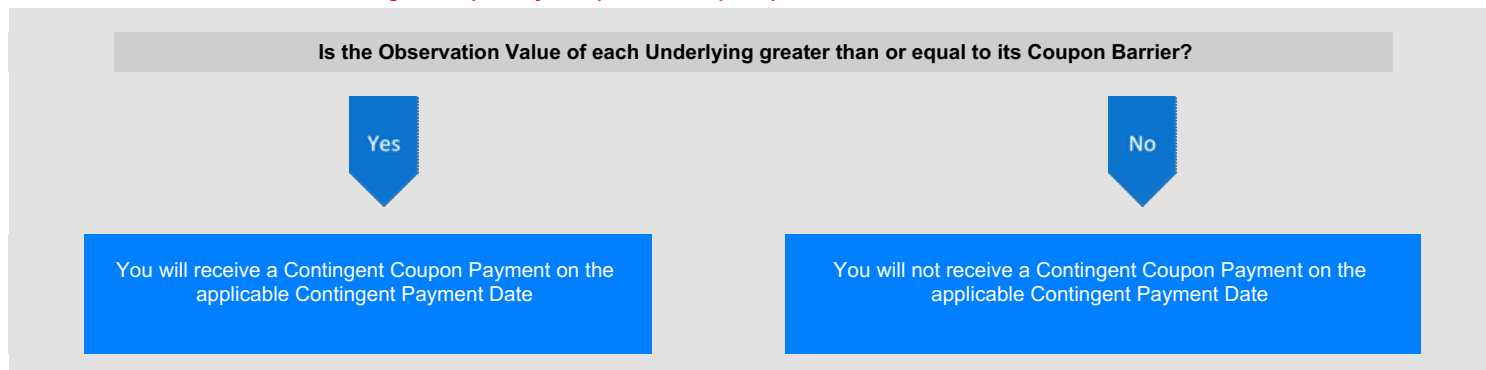 Is the Observation Value of each Underlying greater than or equal to its Coupon Barrier?
Yes
No
You will receive a Contingent Coupon Payment on the
applicable Contingent Payment Date
You will not receive a Contingent Coupon Payment on the
applicable Contingent Payment Date